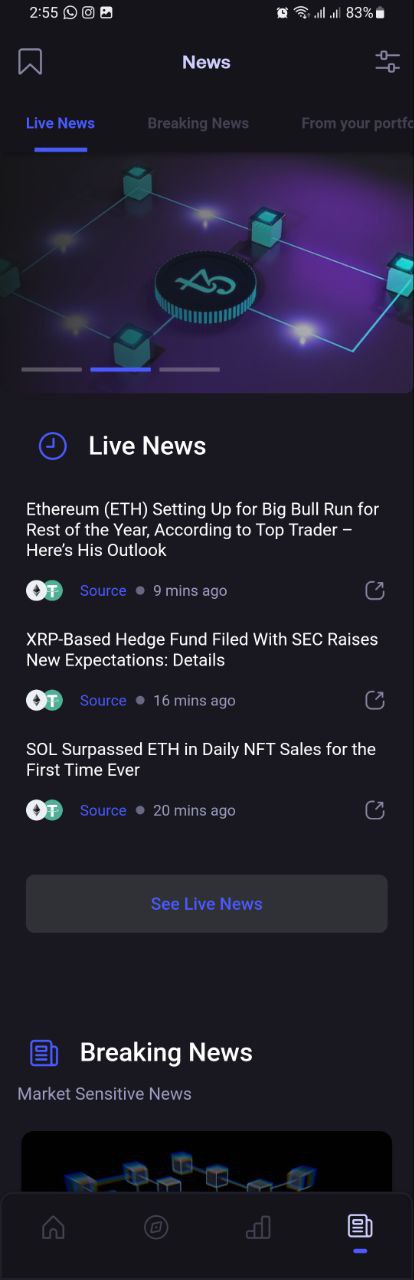 2:55
83%
News
Live News
Breaking News
From your portfo
Live News
Ethereum (ETH) Setting Up for Big Bull Run for
Rest of the Year, According to Top Trader –
Here’s His Outlook
Source
9 mins ago
XRP-Based Hedge Fund Filed With SEC Raises
New Expectations: Details
Source
16 mins ago
SOL Surpassed ETH in Daily NFT Sales for the
First Time Ever
Source
20 mins ago
See Live News
Breaking News
Market Sensitive News